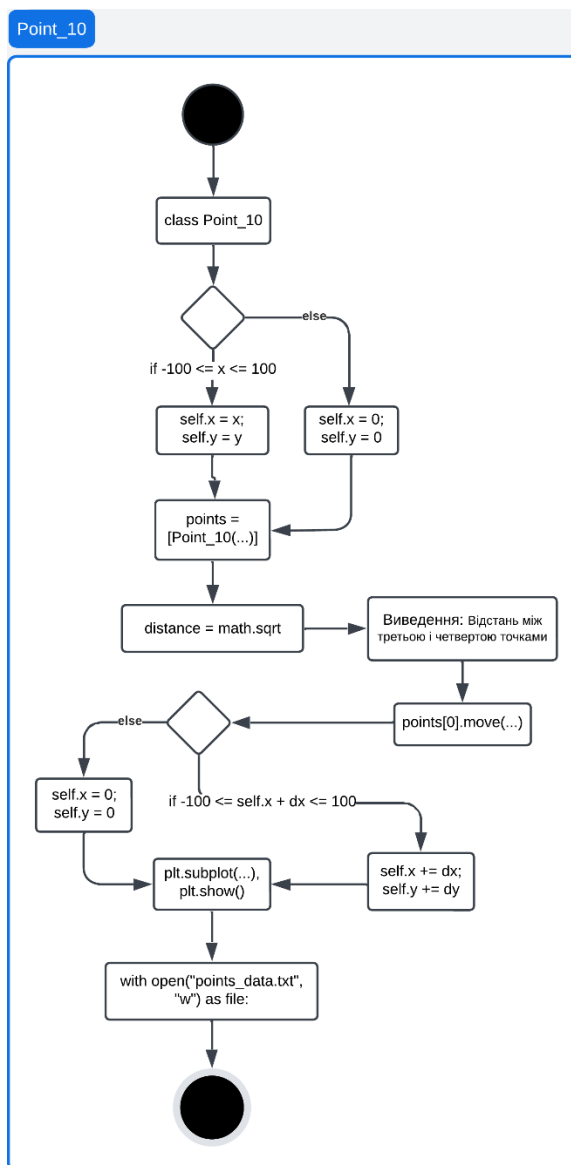 Point_10
class Point_10
else
if -100 <= x <= 100
self.x = x;
self.y = y
self.x = 0;
self.y = 0
points =
[Point_10(...)]
distance = math.sqrt
Виведення: Відстань між
третьою і четвертою точками
points[0].move(...)
else
self.x = 0;
self.y = 0
if -100 <= self.x + dx <= 100
self.x += dx;
self.y += dy
plt.subplot(...),
plt.show()
with open("points_data.txt",
"w") as file: